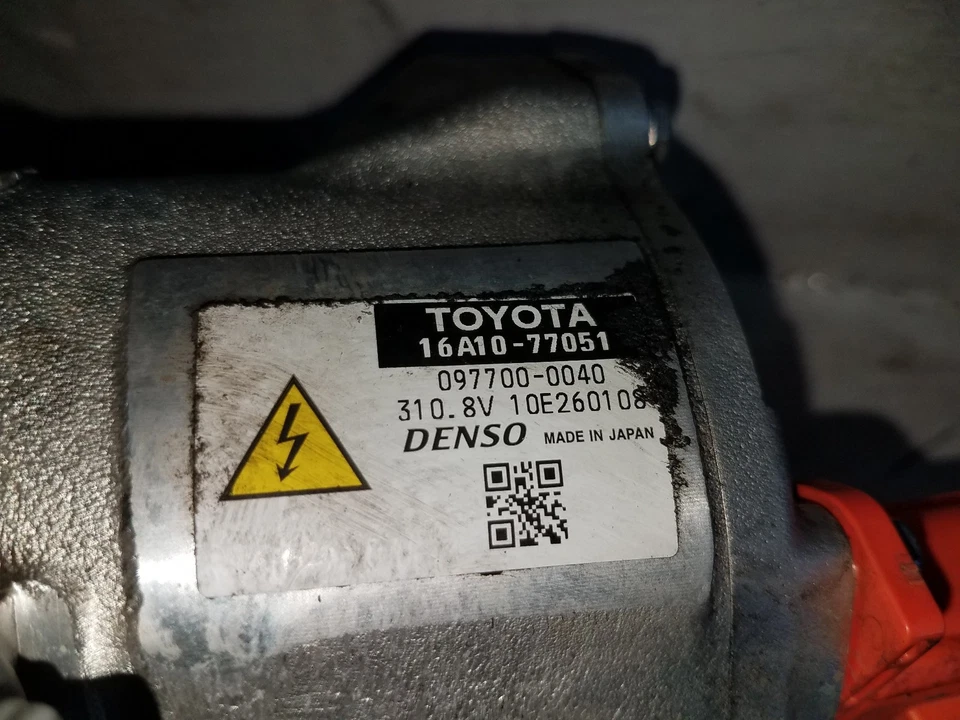 TOYOTA
16A10-77051
097700-0040
310.8V 10E260108
DENSO MADE IN JAPAN